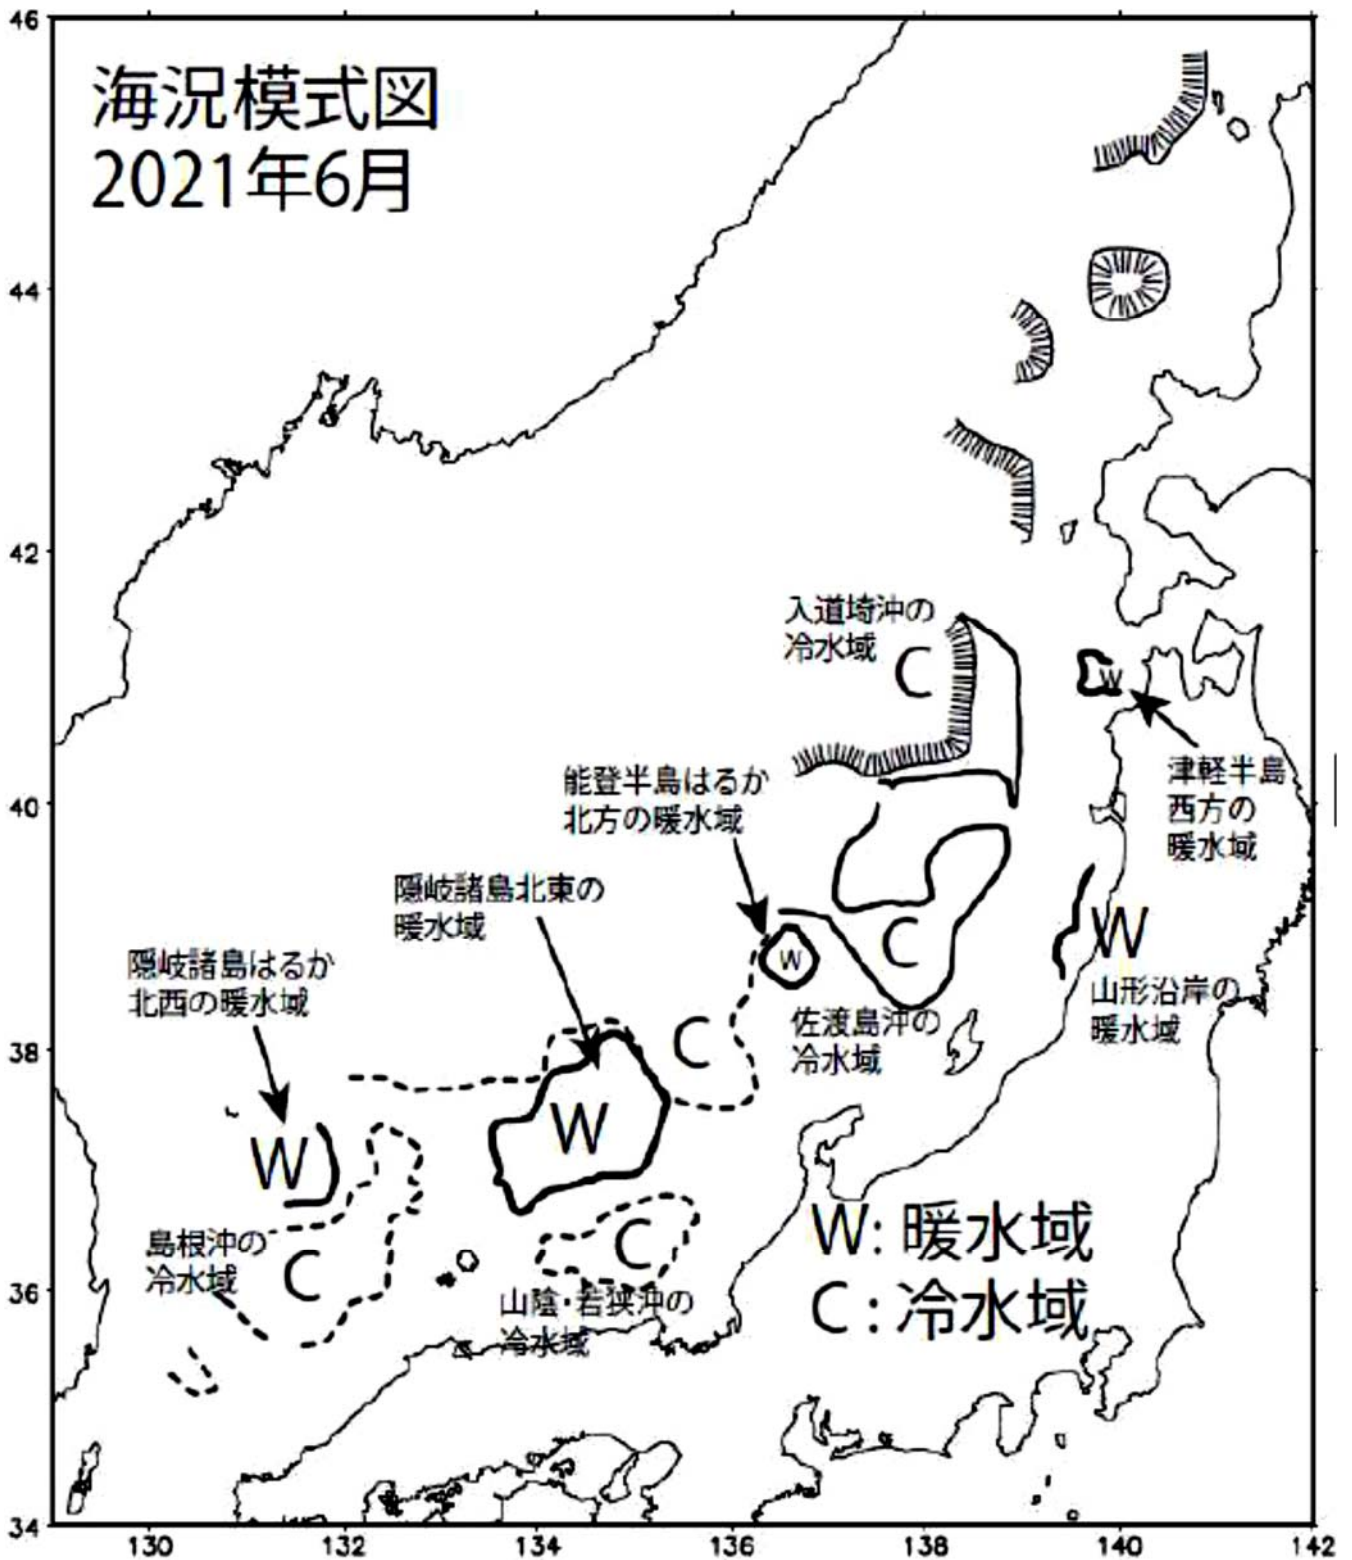 海況模式図
2021年6月
46
44
42
40
38
36
34
130
132
134
136
138
140
142
入道埼沖の
冷水域
C
W
津軽半島
西方の
暖水域
能登半島はるか
北方の暖水域
隠岐諸島北東の
暖水域
W
C
W
山形沿岸の
暖水域
佐渡島沖の
冷水域
隠岐諸島はるか
北西の暖水域
C
W
W
島根沖の
冷水域
C
C
山陰・若狭沖の
冷水域
W: 暖水域
C: 冷水域